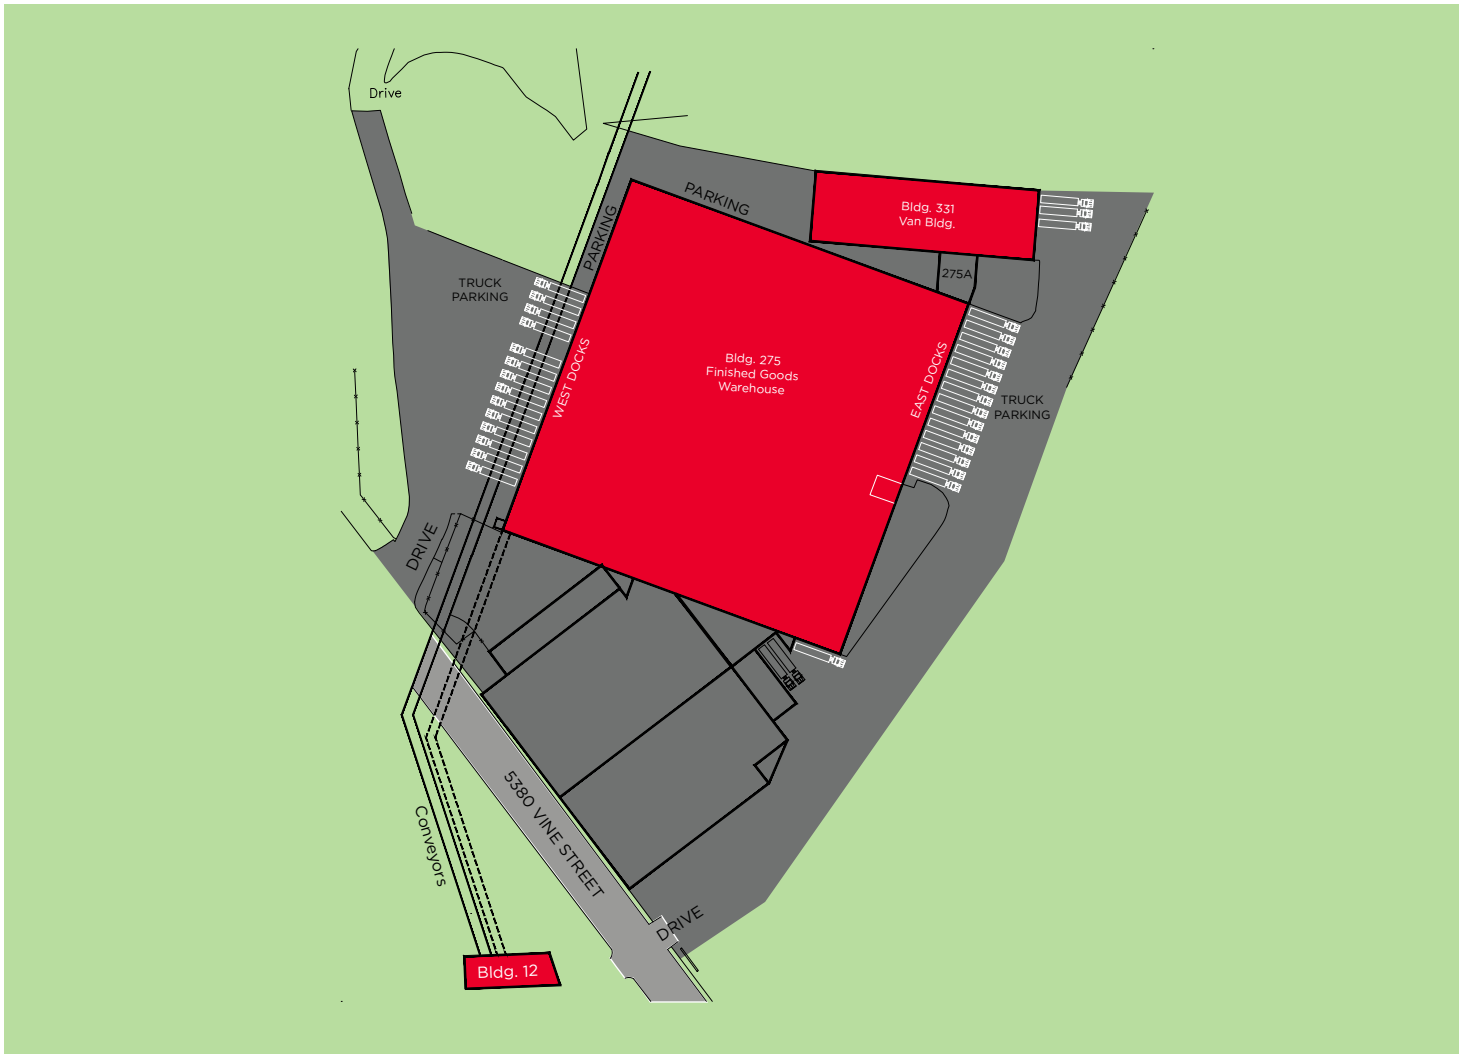 Drive
PARKING
PARKING
Bldg. 331
Van Bldg.
275A
TRUCK
PARKING
WEST DOCKS
Bldg. 275
Finished Goods
Warehouse
EAST DOCKS
TRUCK
PARKING
DRIVE
5380 VINE STREET
Conveyors
DRIVE
Bldg. 12